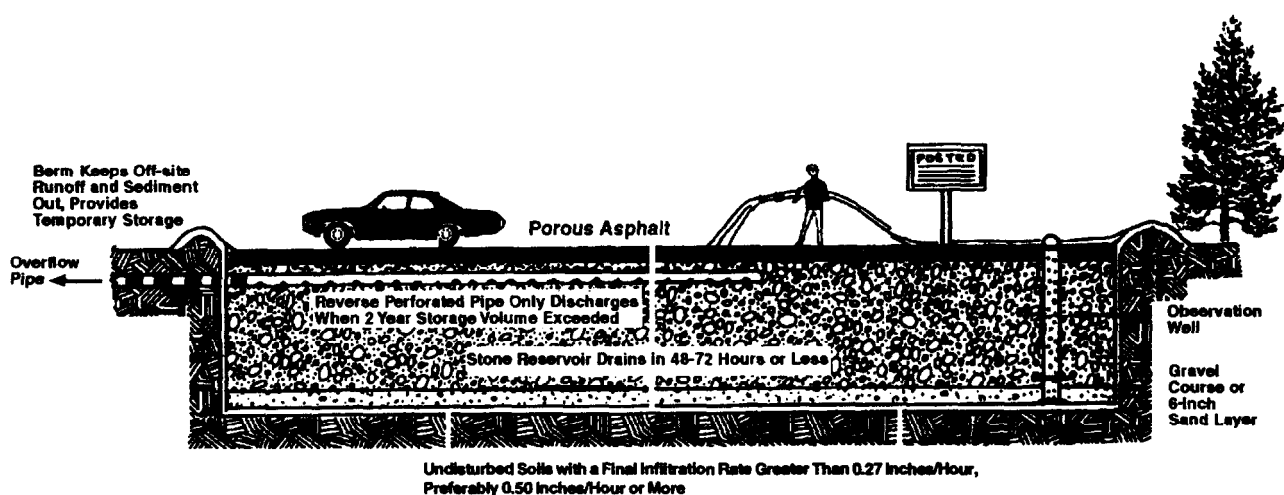 POSTED
Berm Keeps Off-site
Runoff and Sediment
Out, Provides
Temporary Storage
Porous Asphalt
Overflow
Pipe
Reverse Perforated Pipe Only Discharges
When 2 Year Storage Volume Exceeded
Observation
Well
Stone Reservoir Drains in 48-72 Hours or Less
Gravel
Course or
6-Inch
Sand Layer
Undisturbed Soils with a Final Infiltration Rate Greater Than 0.27 Inches/Hour,
Preferably 0.50 Inches/Hour or More